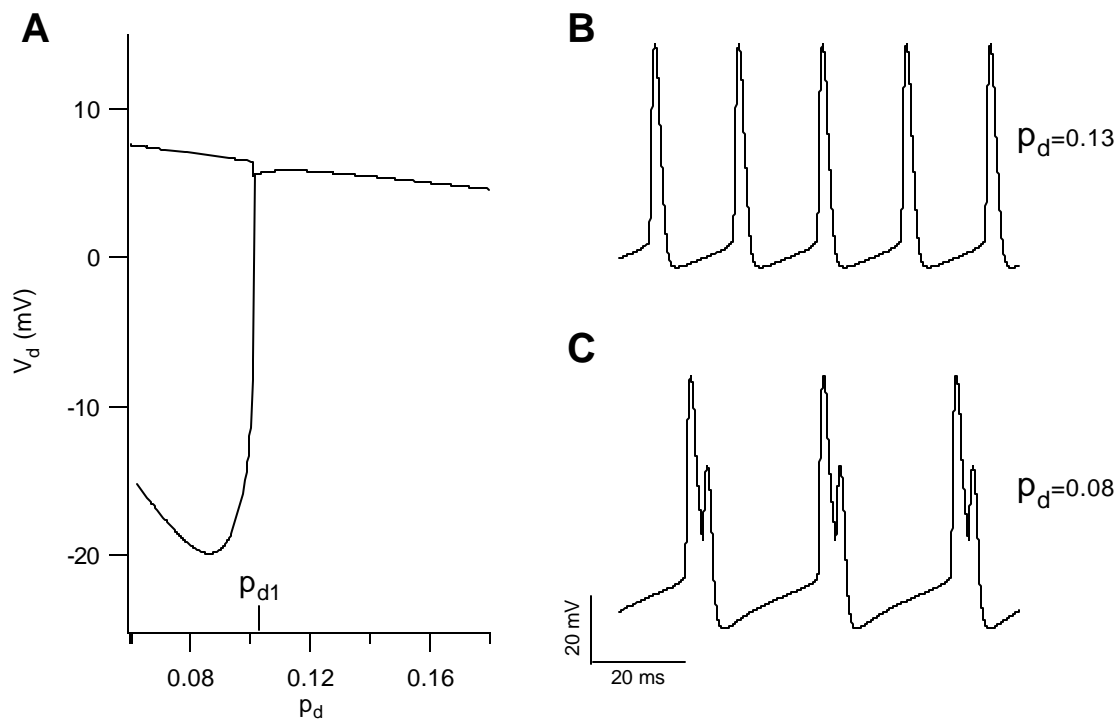 A
10
0
-10
-20
V_d (mV)
p_d1
0.08
0.12
0.16
p_d
B
p_d=0.13
C
p_d=0.08
20 mV
20 ms